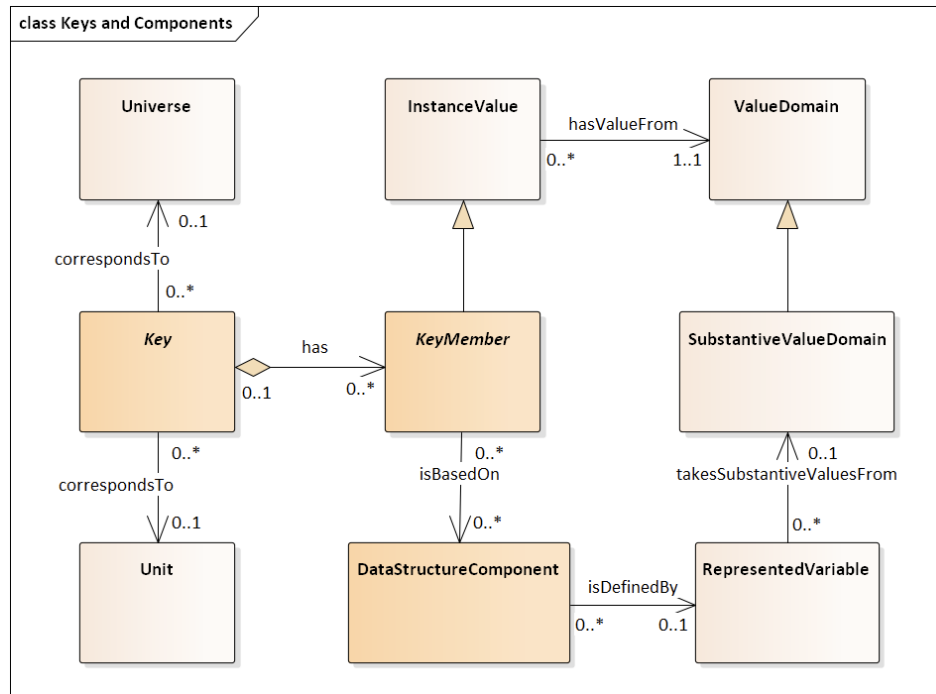 class Keys and Components
Universe
InstanceValue
ValueDomain
hasValueFrom
0..*
1..1
0..1
correspondsTo
0..*
Key
KeyMember
SubstantiveValueDomain
has
0..1
0..*
0..*
correspondsTo
0..1
0..*
isBasedOn
0..*
0..1
takesSubstantiveValuesFrom
0..*
Unit
DataStructureComponent
RepresentedVariable
isDefinedBy
0..*
0..1